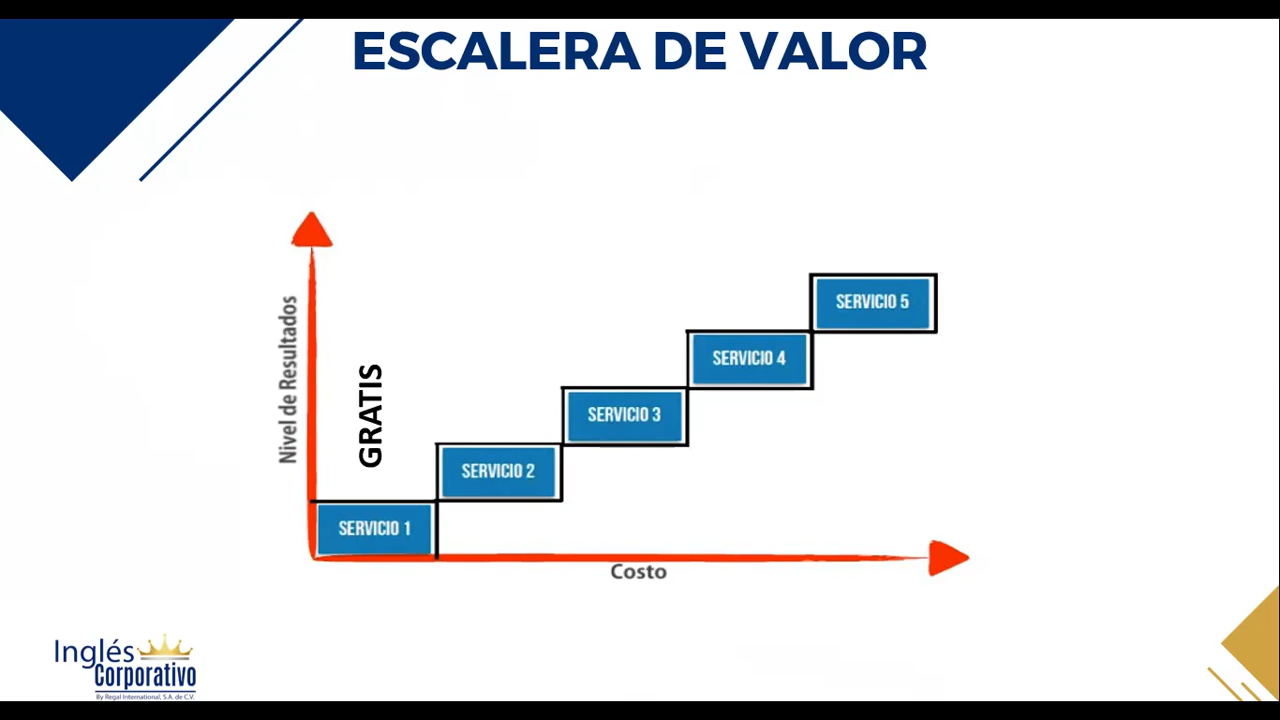 ESCALERA DE VALOR
Nivel de Resultados
GRATIS
SERVICIO 5
SERVICIO 4
SERVICIO 3
SERVICIO 2
SERVICIO 1
Costo
Inglés
Corporativo
By Regal International, S.A. de C.V.